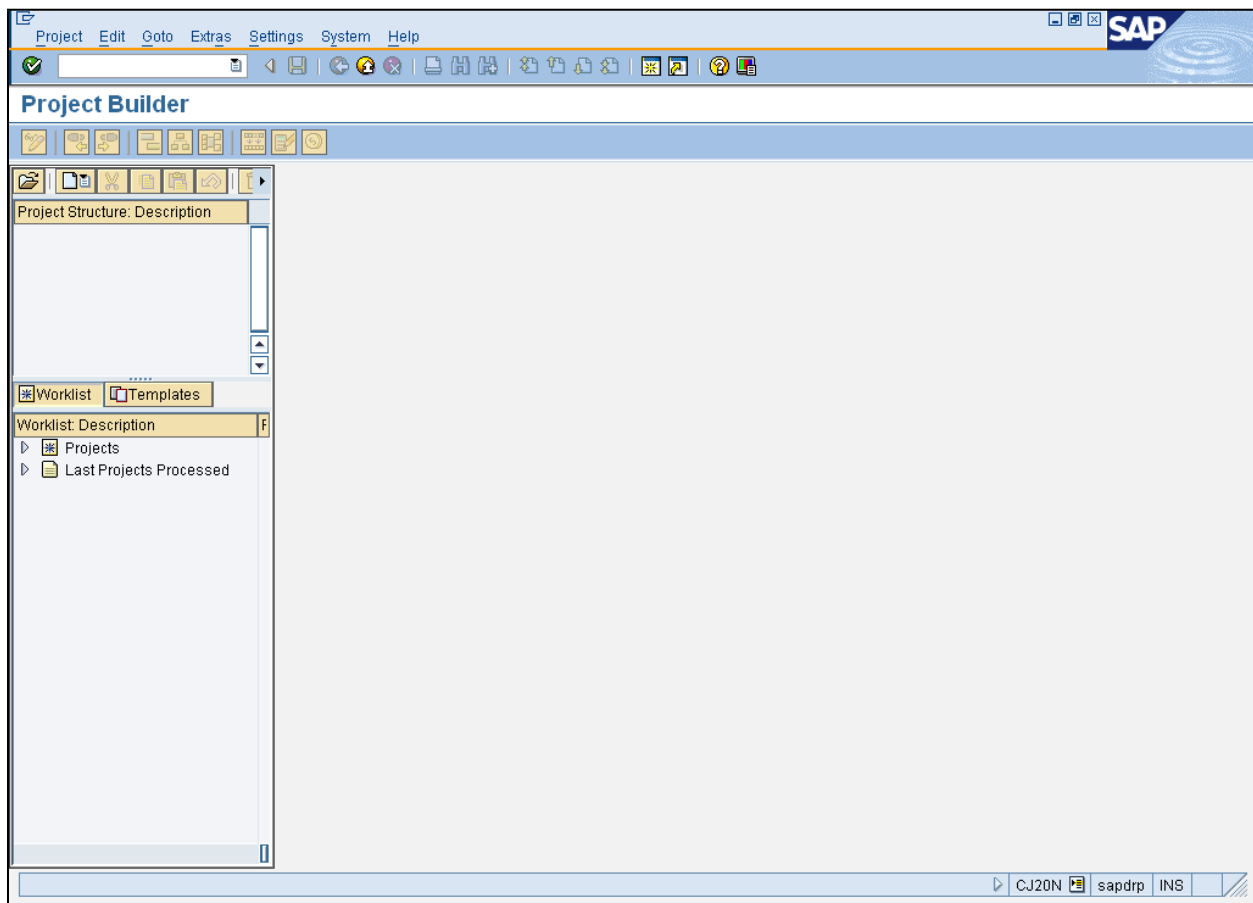 Project Edit Goto Extras Settings System Help
SAP
Project Builder
Project Structure: Description
Worklist Templates
Worklist: Description F
Projects
Last Projects Processed
CJ20N sapdrp INS